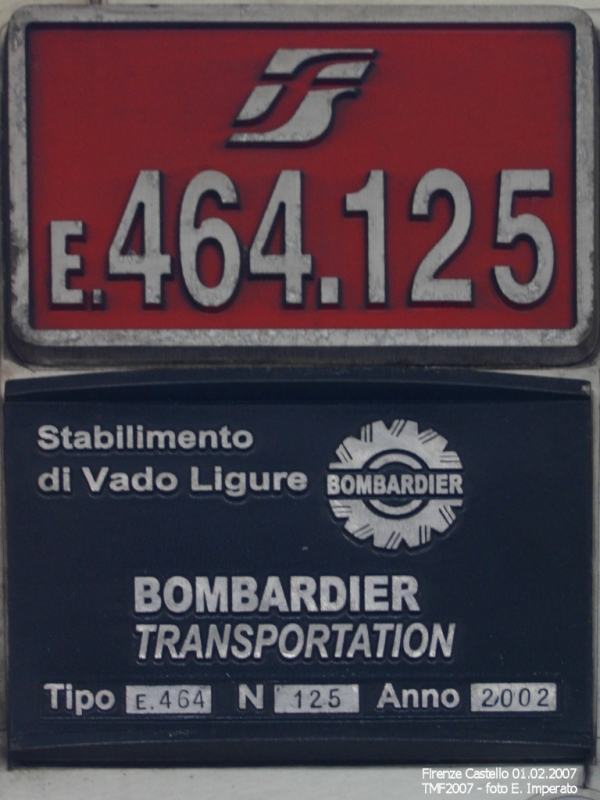 FS
E.464.125
Stabilimento
di Vado Ligure
BOMBARDIER
BOMBARDIER
TRANSPORTATION
Tipo E.464 N 125 Anno 2002
Firenze Castello 01.02.2007
TMF2007 - foto E. Imperato